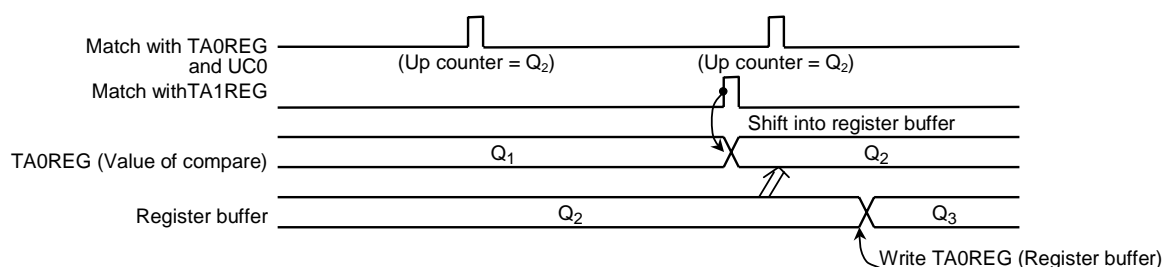 Match with TA0REG
and UC0
(Up counter = Q2)
(Up counter = Q2)
Match withTA1REG
Shift into register buffer
TA0REG (Value of compare)
Q1
Q2
Register buffer
Q2
Q3
Write TA0REG (Register buffer)